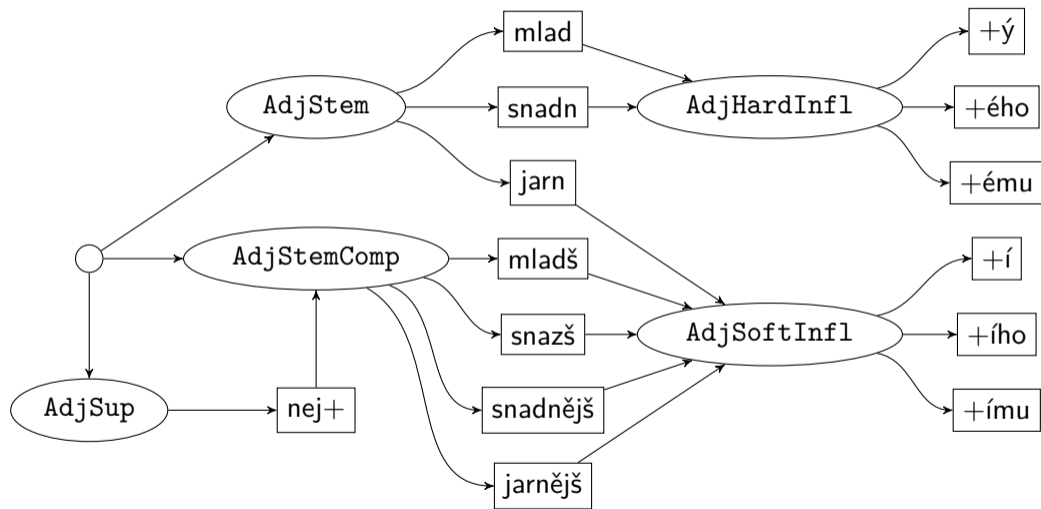 mlad
+ý
AdjStem
snadn
AdjHardInfl
+ého
jarn
+ému
AdjStemComp
mladš
+í
snazš
AdjSoftInfl
+ího
AdjSup
nej+
snadnějš
+ímu
jarnějš